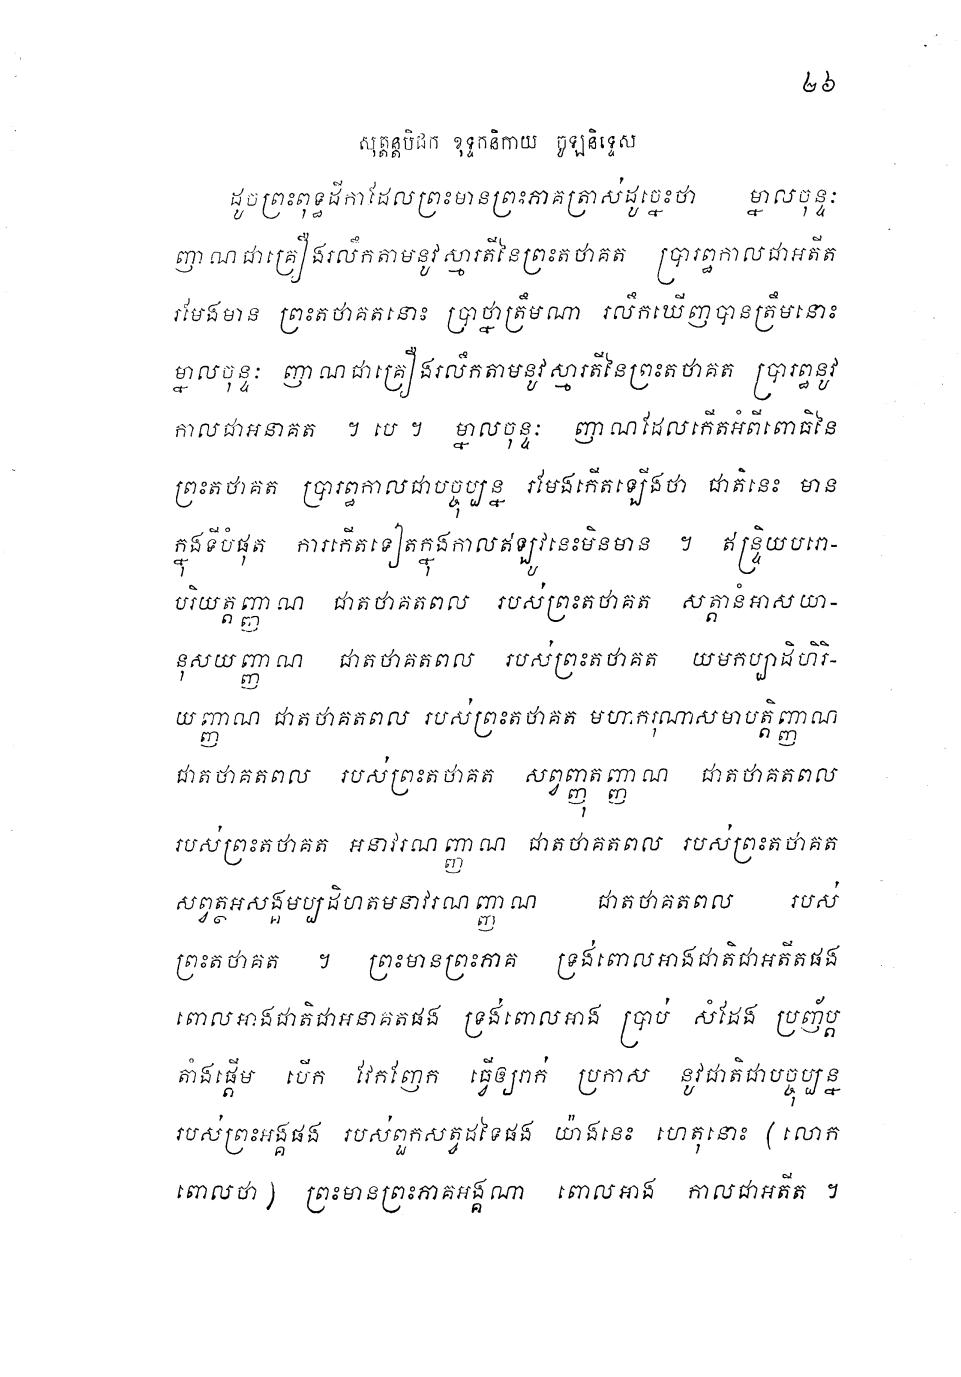 ២៦
សុត្តន្តបិដក ខុទ្ទកនិកាយ ចូឡនិទ្ទេស
ដូចព្រះពុទ្ធដីកាដែលព្រះមានព្រះភាគត្រាស់ដូច្នេះថា ម្នាលចុន្ទៈ
ញាណជាគ្រឿងរលឹកតាមនូវស្មារតីនៃព្រះតថាគត ប្រារព្ធកាលជាអតីត
រមែងមាន ព្រះតថាគតនោះ ប្រាថ្នាត្រឹមណា រលឹកឃើញបានត្រឹមនោះ
ម្នាលចុន្ទៈ ញាណជាគ្រឿងរលឹកតាមនូវស្មារតីនៃព្រះតថាគត ប្រារព្ធនូវ
កាលជាអនាគត ។ បេ ។ ម្នាលចុន្ទៈ ញាណដែលកើតអំពីពោធិនៃ
ព្រះតថាគត ប្រារព្ធកាលជាបច្ចុប្បន្ន រមែងកើតឡើងថា ជាតិនេះ មាន
ក្នុងទីបំផុត ការកើតទៀតក្នុងកាលឥឡូវនេះមិនមាន ។ ឥន្ទ្រិយបរោ-
បរិយត្តញ្ញាណ ជាតថាគតពល របស់ព្រះតថាគត សត្តានំអាសយា-
នុសយញ្ញាណ ជាតថាគតពល របស់ព្រះតថាគត យមកប្បាដិហិរិ-
យញ្ញាណ ជាតថាគតពល របស់ព្រះតថាគត មហាករុណាសមាបត្តិញ្ញាណ
ជាតថាគតពល របស់ព្រះតថាគត សព្វញ្ញុតញ្ញាណ ជាតថាគតពល
របស់ព្រះតថាគត អនាវរណញ្ញាណ ជាតថាគតពល របស់ព្រះតថាគត
សព្វត្ថអសង្គមប្បដិហតមនាវរណញ្ញាណ ជាតថាគតពល របស់
ព្រះតថាគត ។ ព្រះមានព្រះភាគ ទ្រង់ពោលអាងជាតិជាអតីតផង
ពោលអាងជាតិជាអនាគតផង ទ្រង់ពោលអាង ប្រាប់ សំដែង ប្រញ័ប្ត
តាំងផ្តើម បើក វែកញែក ធ្វើឲ្យរាក់ ប្រកាស នូវជាតិជាបច្ចុប្បន្ន
របស់ព្រះអង្គផង របស់ពួកសត្វដទៃផង យ៉ាងនេះ ហេតុនោះ (លោក
ពោលថា) ព្រះមានព្រះភាគអង្គណា ពោលអាង កាលជាអតីត ។